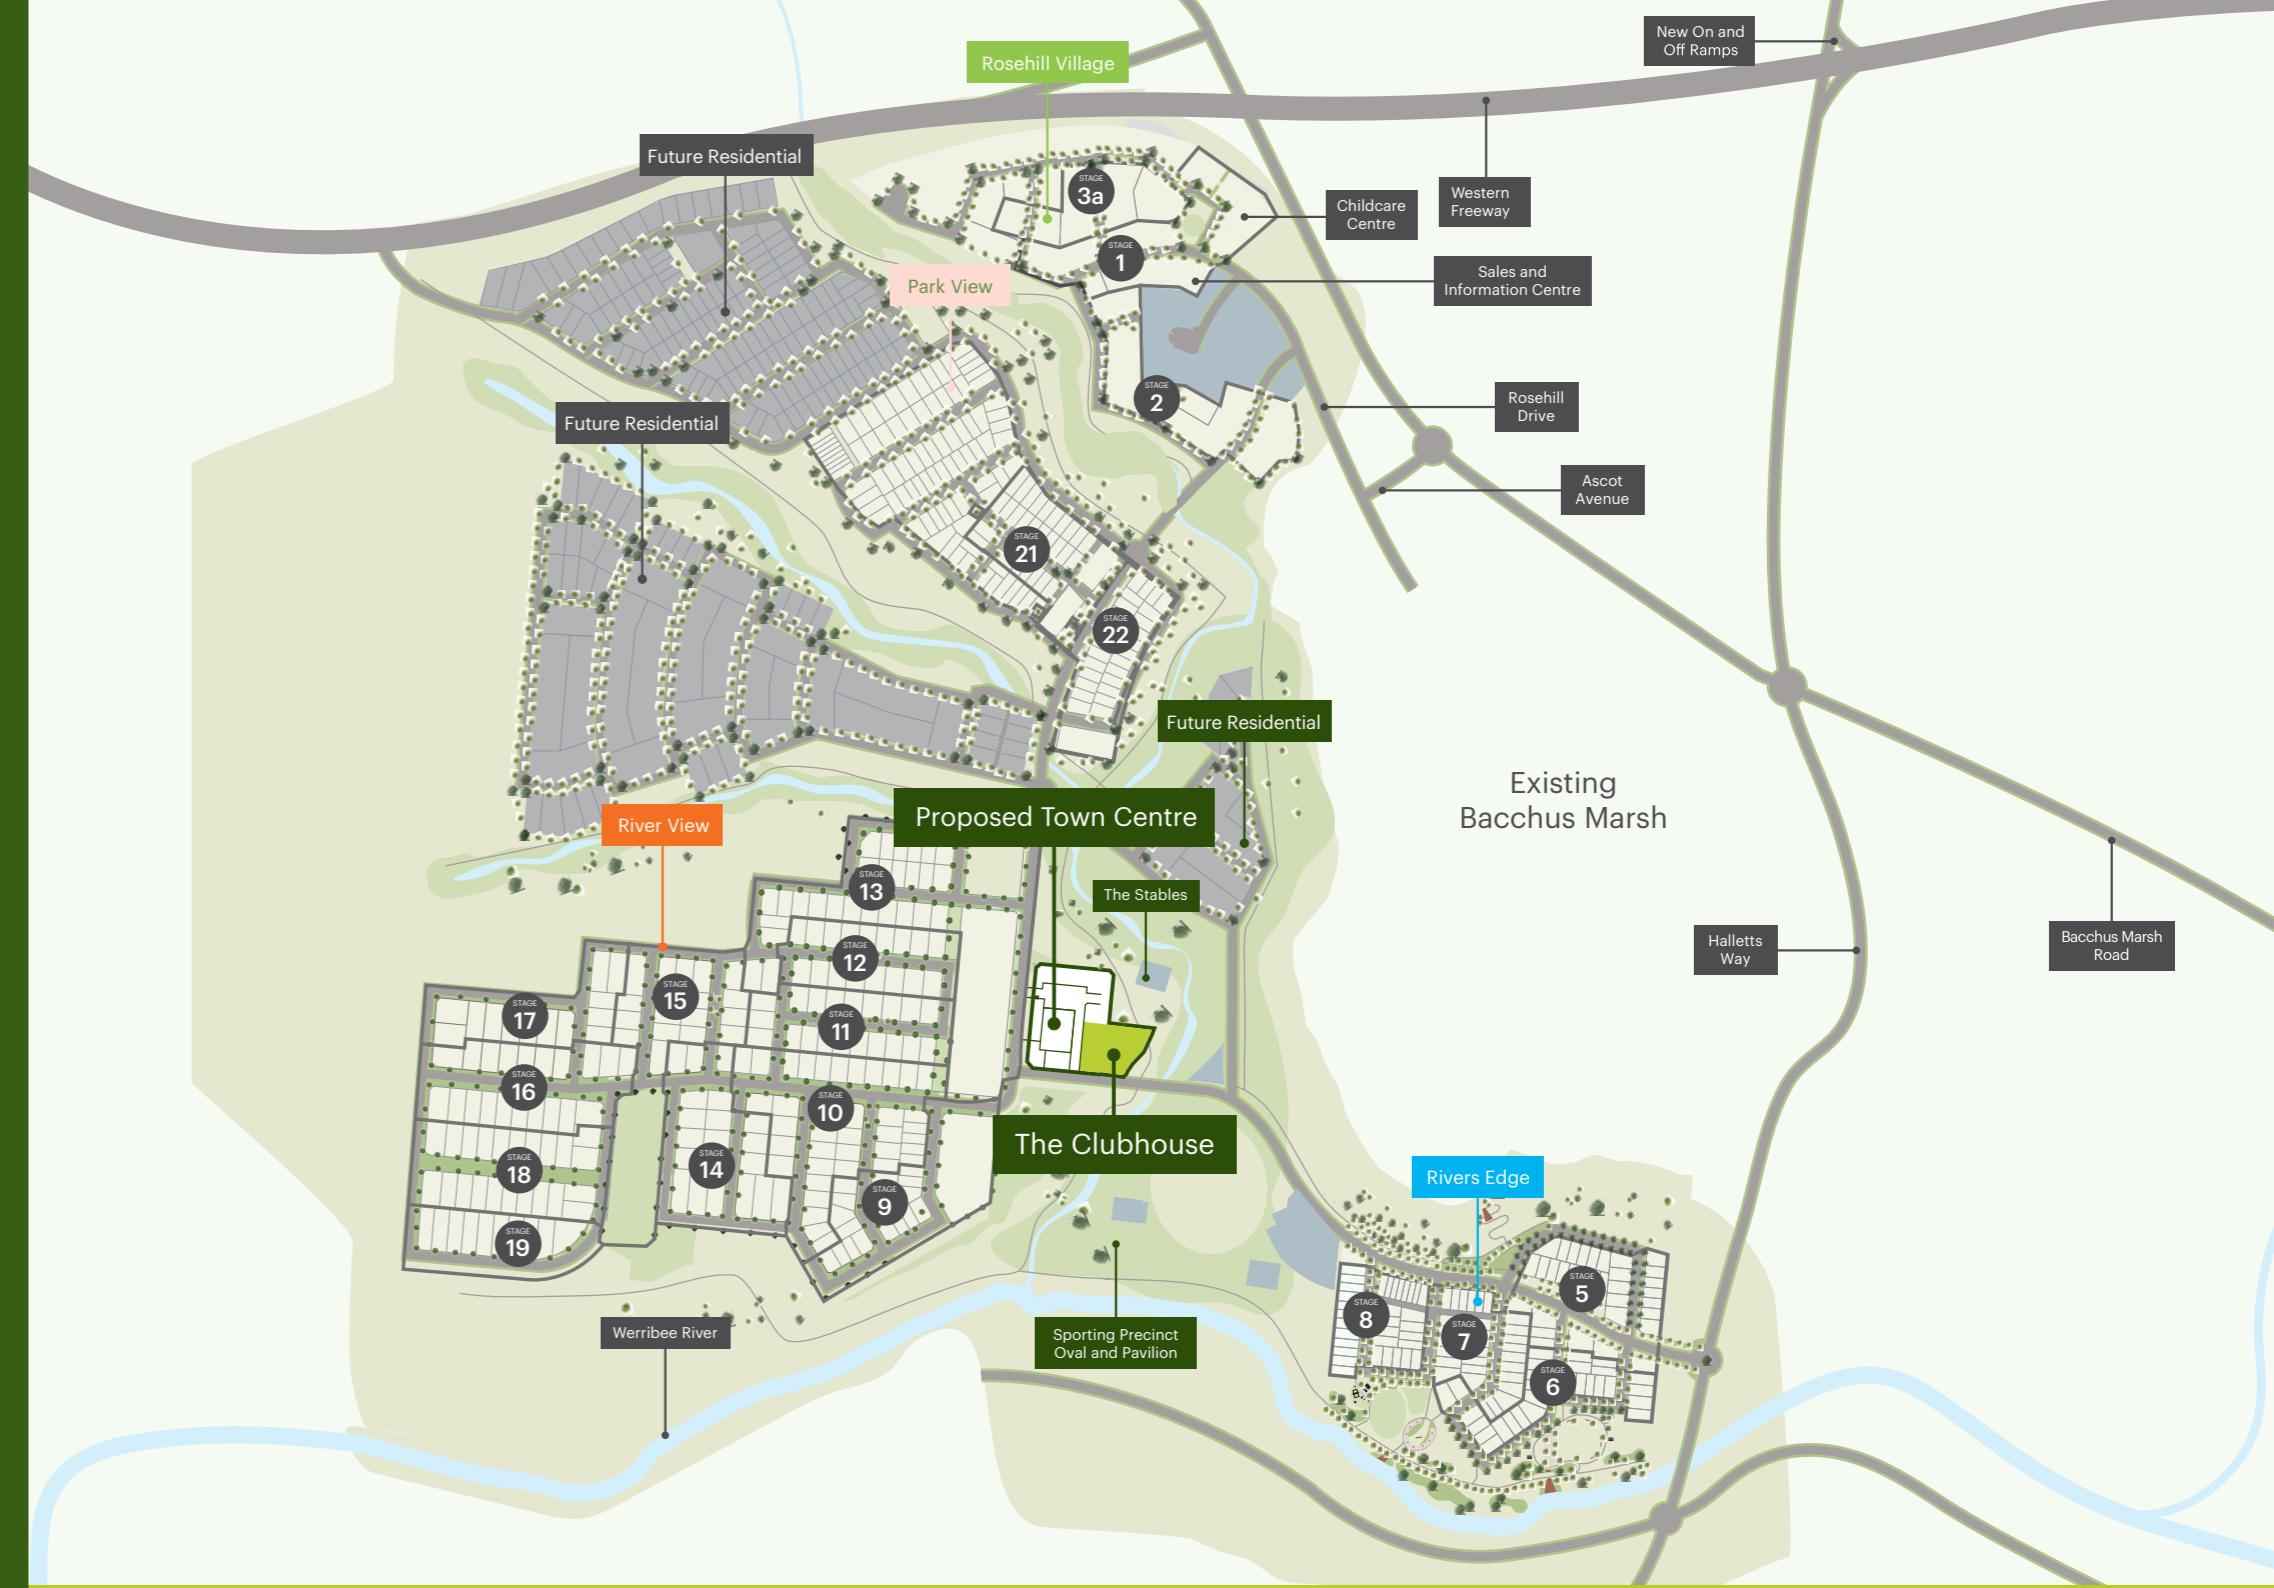 New On and
Off Ramps
Rosehill Village
Future Residential
STAGE
3a
Western
Freeway
Childcare
Centre
STAGE
1
Sales and
Information Centre
Park View
STAGE
2
Rosehill
Drive
Future Residential
Ascot
Avenue
STAGE
21
STAGE
22
Future Residential
Existing
Bacchus Marsh
Proposed Town Centre
River View
STAGE
13
The Stables
Halletts
Way
Bacchus Marsh
Road
STAGE
12
STAGE
15
STAGE
17
STAGE
11
STAGE
16
STAGE
10
The Clubhouse
STAGE
14
STAGE
18
Rivers Edge
STAGE
9
STAGE
19
STAGE
5
STAGE
8
STAGE
7
Werribee River
Sporting Precinct
Oval and Pavilion
STAGE
6